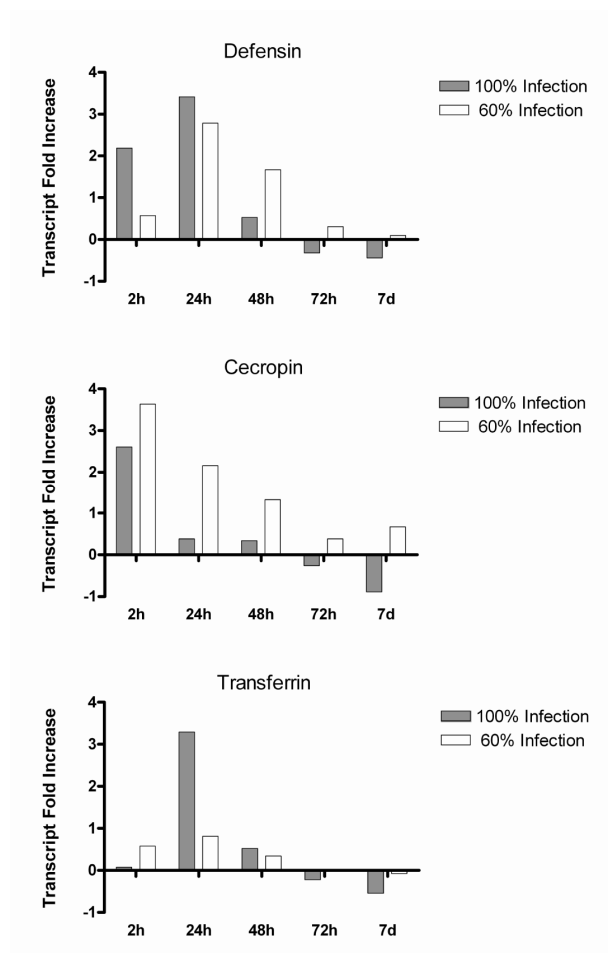 Defensin
Transcript Fold Increase
4
3
2
1
0
-1
2h 24h 48h 72h 7d
100% Infection
60% Infection
Cecropin
Transcript Fold Increase
4
3
2
1
0
-1
2h 24h 48h 72h 7d
100% Infection
60% Infection
Transferrin
Transcript Fold Increase
4
3
2
1
0
-1
2h 24h 48h 72h 7d
100% Infection
60% Infection